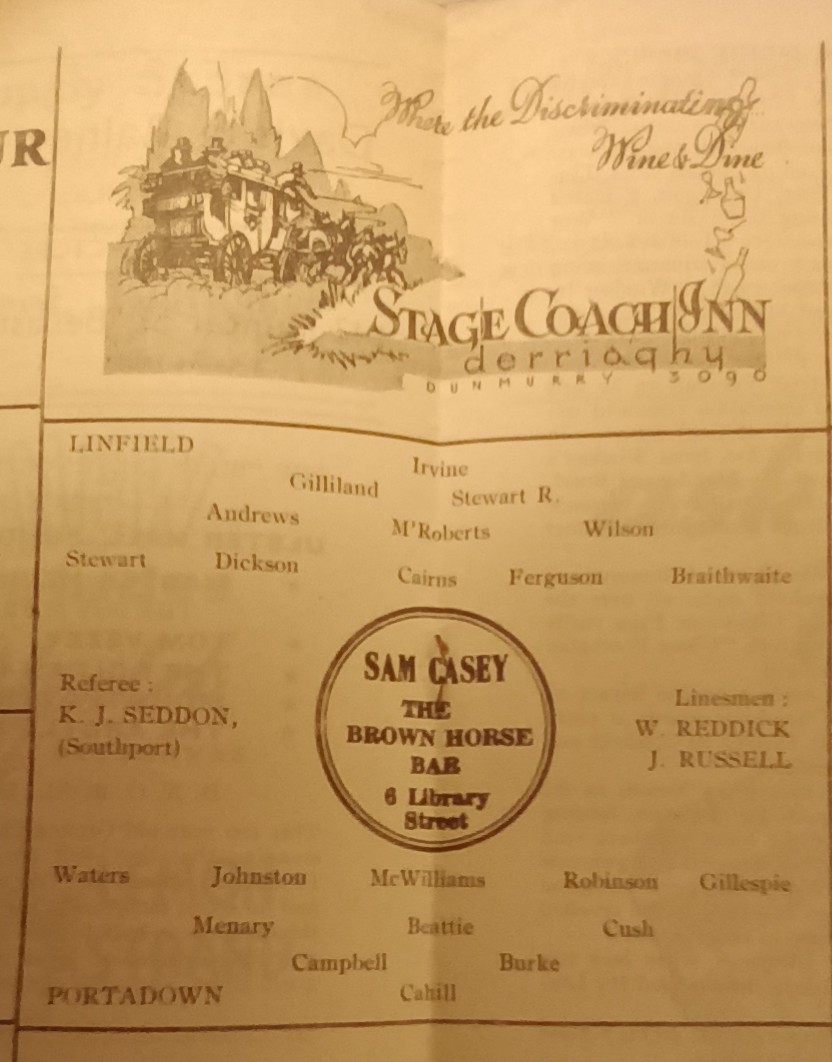 UR
Where the Discriminating
Wine & Dine
STAGE COACH INN
derriaghy
DUNMURRY 3090
LINFIELD
Irvine
Gilliland Stewart R.
Andrews M'Roberts Wilson
Stewart Dickson Cairns Ferguson Braithwaite
SAM CASEY
THE
BROWN HORSE
BAR
6 Library
Street
Referee :
K. J. SEDDON,
(Southport)
Linesmen :
W. REDDICK
J. RUSSELL
Waters Johnston McWilliams Robinson Gillespie
Menary Beattie Cush
Campbell Burke
PORTADOWN Cahill